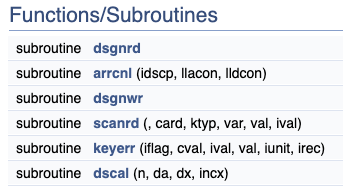 Functions/Subroutines
subroutine dsgnrd
subroutine arrcnl (idscp, llacon, lldcon)
subroutine dsgnwr
subroutine scanrd (, card, ktyp, var, val, ival)
subroutine keyerr (iflag, cval, ival, val, iunit, irec)
subroutine dscal (n, da, dx, incx)